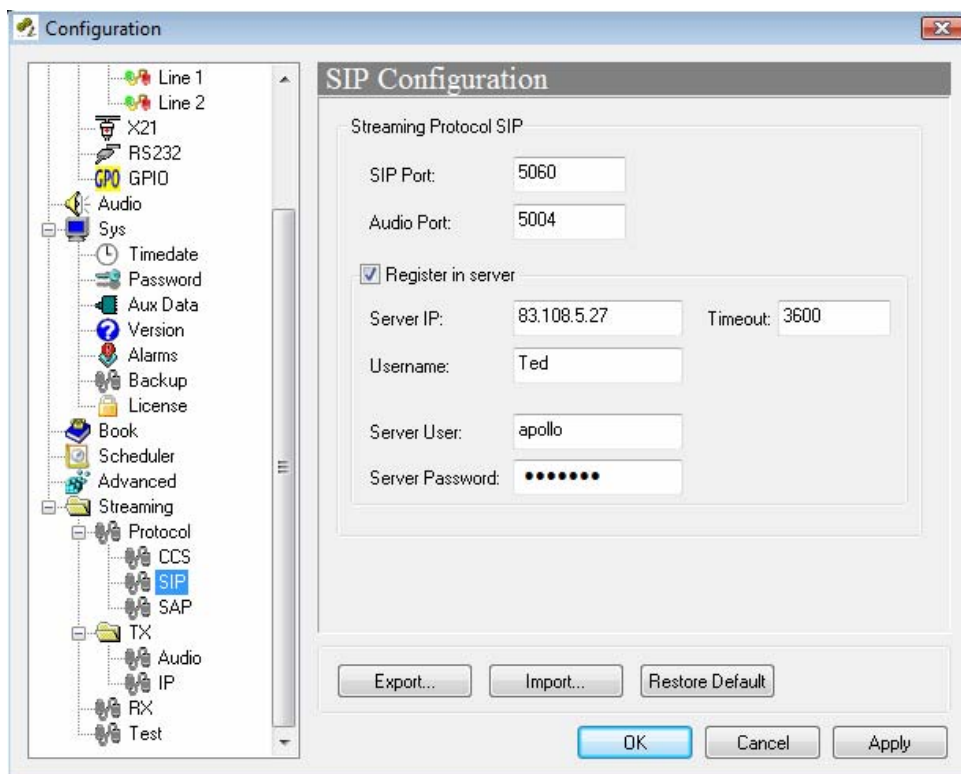 Configuration
Line 1
Line 2
X21
RS232
GPO GPIO
Audio
Sys
Timedate
Password
Aux Data
Version
Alarms
Backup
License
Book
Scheduler
Advanced
Streaming
Protocol
CCS
SIP
SAP
TX
Audio
IP
RX
Test
SIP Configuration
Streaming Protocol SIP
SIP Port: 5060
Audio Port: 5004
Register in server
Server IP: 83.108.5.27 Timeout: 3600
Username: Ted
Server User: apollo
Server Password: •••••••
Export... Import... Restore Default
OK Cancel Apply